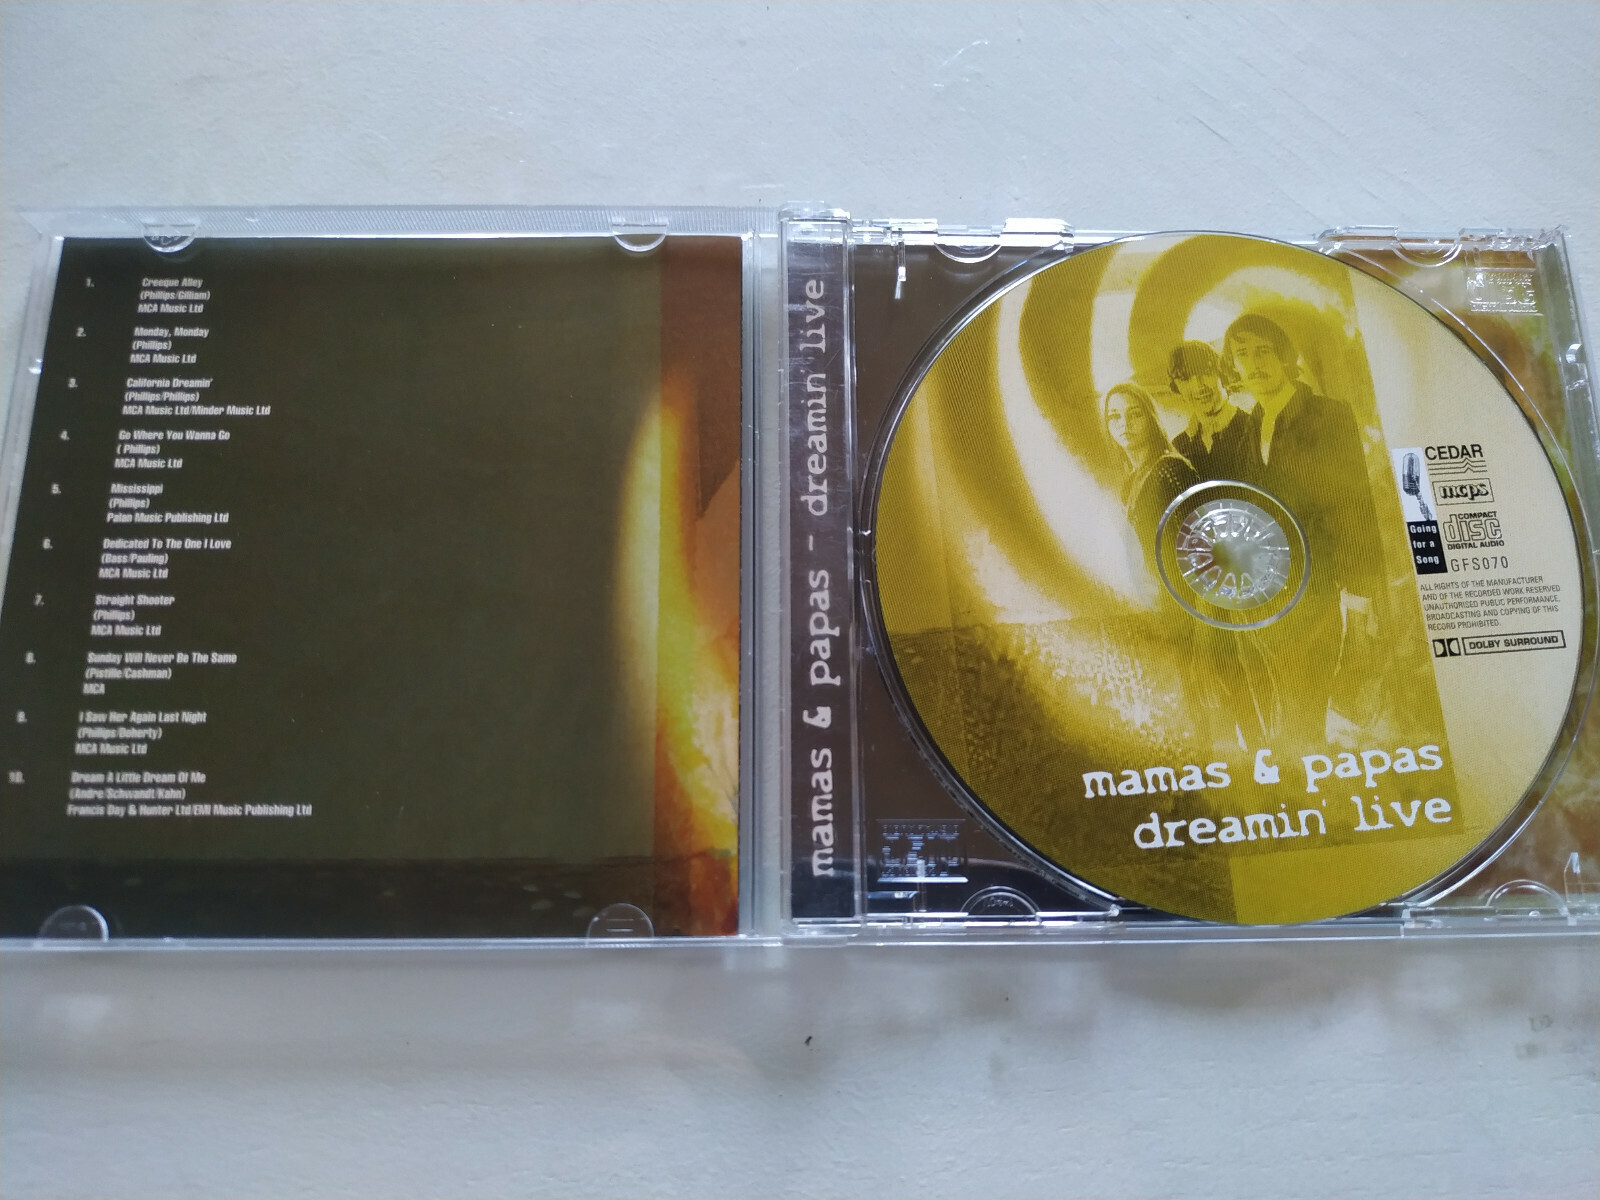 1. Creeque Alley
(Phillips/Gilliam)
MCA Music Ltd
2. Monday, Monday
(Phillips)
MCA Music Ltd
3. California Dreamin'
(Phillips/Phillips)
MCA Music Ltd/Minder Music Ltd
4. Go Where You Wanna Go
( Phillips)
MCA Music Ltd
5. Mississippi
(Phillips)
Palan Music Publishing Ltd
6. Dedicated To The One I Love
(Bass/Pauling)
MCA Music Ltd
7. Straight Shooter
(Phillips)
MCA Music Ltd
8. Sunday Will Never Be The Same
(Pistille/Cashman)
MCA
9. I Saw Her Again Last Night
(Phillips/Doherty)
MCA Music Ltd
10. Dream A Little Dream Of Me
(Andre/Schwandt/Kahn)
Francis Day & Hunter Ltd/EMI Music Publishing Ltd
mamas & papas - dreamin' live
CEDAR
mcps
COMPACT
disc
DIGITAL AUDIO
Going
for a
Song
GFS070
ALL RIGHTS OF THE MANUFACTURER
AND OF THE RECORDED WORK RESERVED
UNAUTHORISED PUBLIC PERFORMANCE,
BROADCASTING AND COPYING OF THIS
RECORD PROHIBITED.
DOLBY SURROUND
mamas & papas
dreamin' live